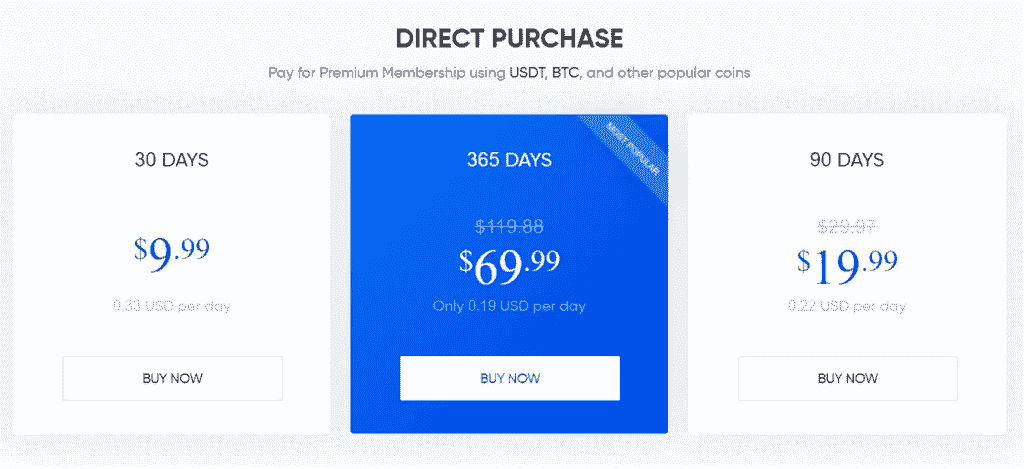 DIRECT PURCHASE
Pay for Premium Membership using USDT, BTC, and other popular coins
30 DAYS
$9.99
0.33 USD per day
BUY NOW
MOST POPULAR
365 DAYS
$119.88
$69.99
Only 0.19 USD per day
BUY NOW
90 DAYS
$29.97
$19.99
0.22 USD per day
BUY NOW